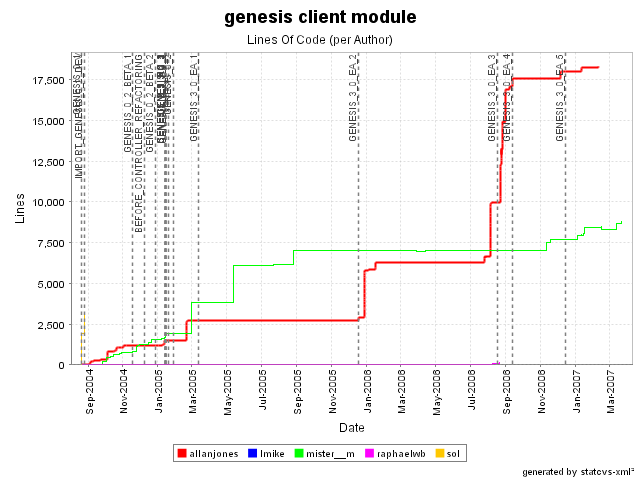 genesis client module
Lines Of Code (per Author)
Lines
17,500
15,000
12,500
10,000
7,500
5,000
2,500
0
GENESIS_0_2_BETA_1
BEFORE_CONTROLLER_REFACTORING
GENESIS_0_2_BETA_2
GENESIS_3_0_EA_1
GENESIS_3_0_EA_2
GENESIS_3_0_EA_3
GENESIS_3_0_EA_4
GENESIS_3_0_EA_5
Sep-2004
Nov-2004
Jan-2005
Mar-2005
May-2005
Jul-2005
Sep-2005
Nov-2005
Jan-2006
Mar-2006
May-2006
Jul-2006
Sep-2006
Nov-2006
Jan-2007
Mar-2007
Date
allanjones lmike mister__m raphaelwb sol
generated by statcvs-xml²